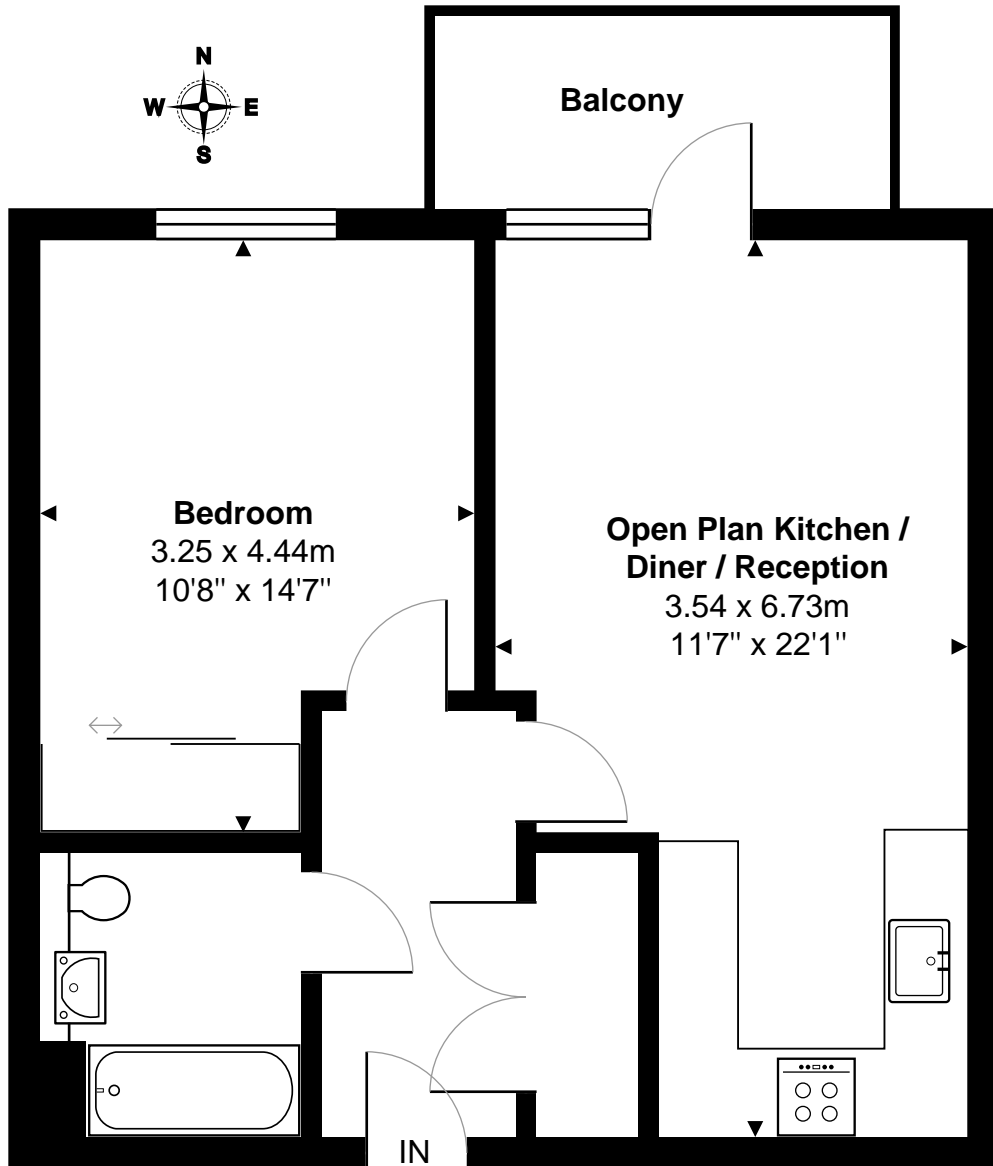 N
W E
S
Balcony
Bedroom
3.25 x 4.44m
10'8" x 14'7"
Open Plan Kitchen /
Diner / Reception
3.54 x 6.73m
11'7" x 22'1"
IN